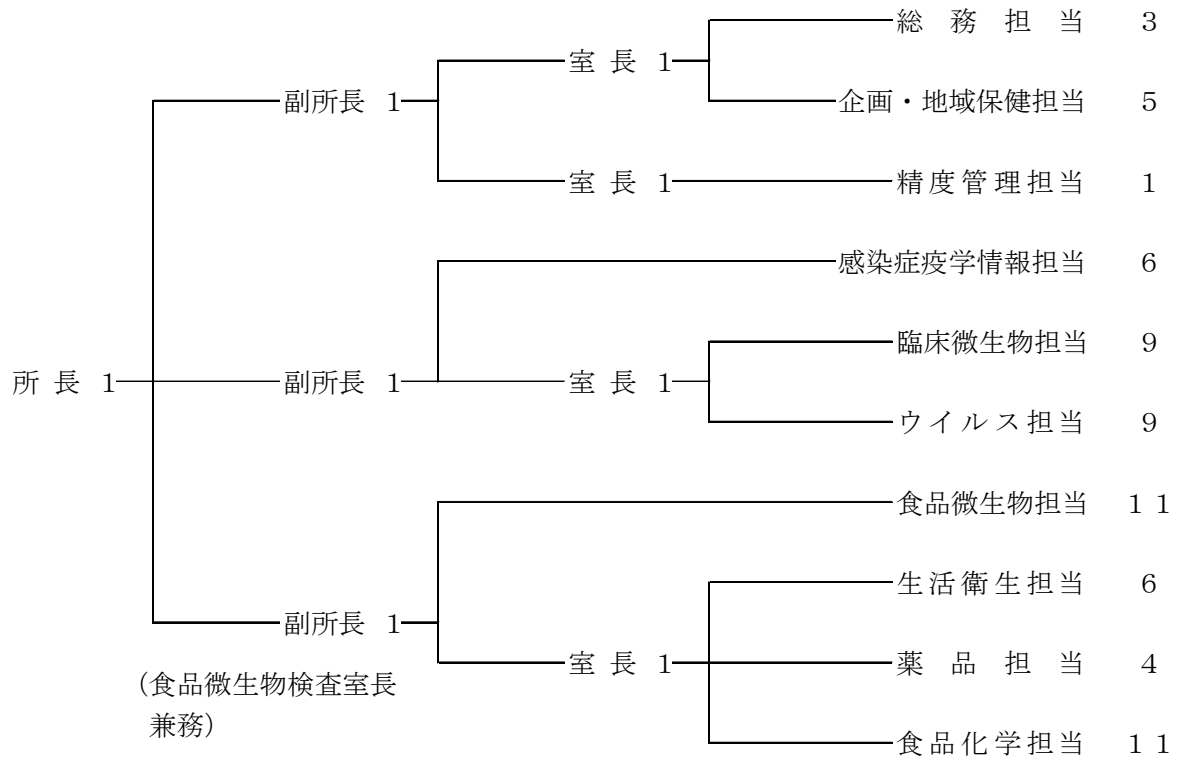 総務担当 3
室長 1
副所長 1
企画・地域保健担当 5
室長 1
精度管理担当 1
感染症疫学情報担当 6
臨床微生物担当 9
所長 1
副所長 1
室長 1
ウイルス担当 9
食品微生物担当 11
生活衛生担当 6
副所長 1
室長 1
薬品担当 4
(食品微生物検査室長
兼務)
食品化学担当 11